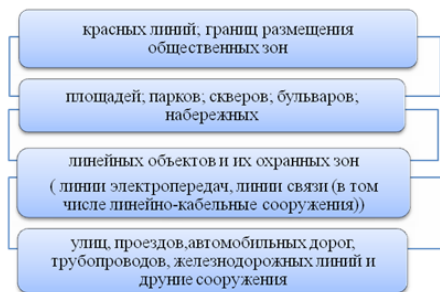 красных линий; границ размещения
общественных зон
площадей; парков; скверов; бульваров;
набережных
линейных объектов и их охранных зон
( линии электропередач, линии связи (в том
числе линейно-кабельные сооружения))
улиц, проездов,автомобильных дорог,
трубопроводов, железнодорожных линий и
друние сооружения